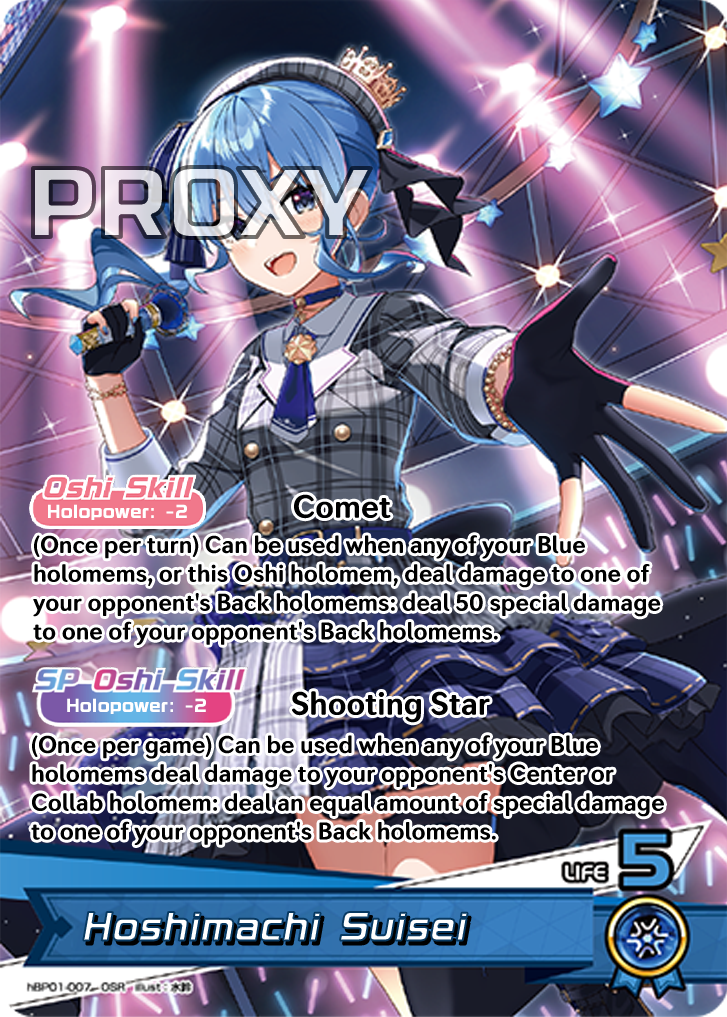 PROXY
Oshi Skill
Holopower: -2
Comet
(Once per turn) Can be used when any of your Blue
holomems, or this Oshi holomem, deal damage to one of
your opponent's Back holomems: deal 50 special damage
to one of your opponent's Back holomems.
SP Oshi Skill
Holopower: -2
Shooting Star
(Once per game) Can be used when any of your Blue
holomems deal damage to your opponent's Center or
Collab holomem: deal an equal amount of special damage
to one of your opponent's Back holomems.
LIFE 5
Hoshimachi Suisei
hBP01-007 OSR illust：水鈴